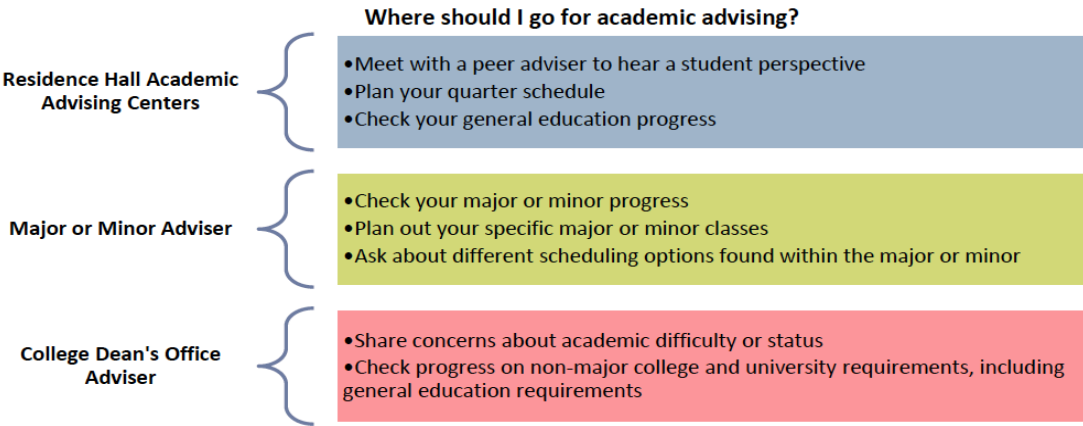 Where should I go for academic advising?
Residence Hall Academic
Advising Centers
•Meet with a peer adviser to hear a student perspective
•Plan your quarter schedule
•Check your general education progress
Major or Minor Adviser
•Check your major or minor progress
•Plan out your specific major or minor classes
•Ask about different scheduling options found within the major or minor
College Dean's Office
Adviser
•Share concerns about academic difficulty or status
•Check progress on non-major college and university requirements, including
general education requirements